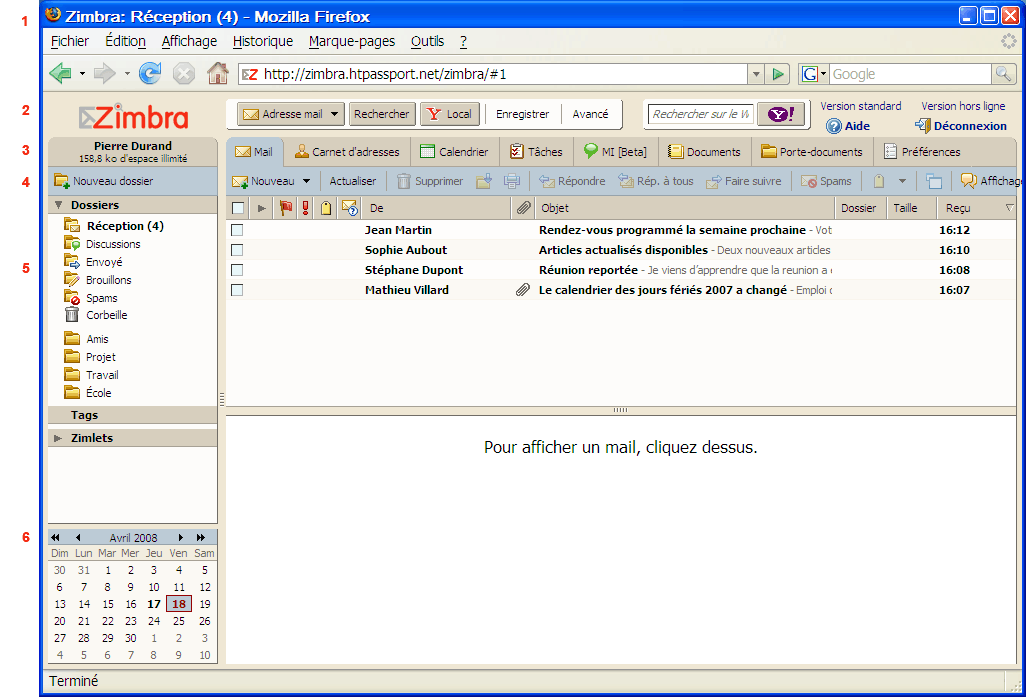 1
Zimbra: Réception (4) - Mozilla Firefox
Fichier Édition Affichage Historique Marque-pages Outils ?
http://zimbra.htpassport.net/zimbra/#1 G Google
2
Zimbra
Adresse mail Rechercher Y Local Enregistrer Avancé Rechercher sur le W Y! Version standard Version hors ligne
Aide Déconnexion
3
Pierre Durand
158,8 ko d'espace illimité
Mail Carnet d'adresses Calendrier Tâches MI [Beta] Documents Porte-documents Préférences
4
Nouveau dossier
Nouveau Actualiser Supprimer Répondre Rép. à tous Faire suivre Spams Affichag
Dossiers
De Objet Dossier Taille Reçu
Réception (4)
Jean Martin Rendez-vous programmé la semaine prochaine - Vot 16:12
Discussions
Sophie Aubout Articles actualisés disponibles - Deux nouveaux articles 16:10
5
Envoyé
Stéphane Dupont Réunion reportée - Je viens d'apprendre que la reunion a 16:08
Brouillons
Mathieu Villard Le calendrier des jours fériés 2007 a changé - Emploi 16:07
Spams
Corbeille
Amis
Projet
Travail
École
Tags
Zimlets
Pour afficher un mail, cliquez dessus.
6
Avril 2008
Dim Lun Mar Mer Jeu Ven Sam
30 31 1 2 3 4 5
6 7 8 9 10 11 12
13 14 15 16 17 18 19
20 21 22 23 24 25 26
27 28 29 30 1 2 3
4 5 6 7 8 9 10
Terminé